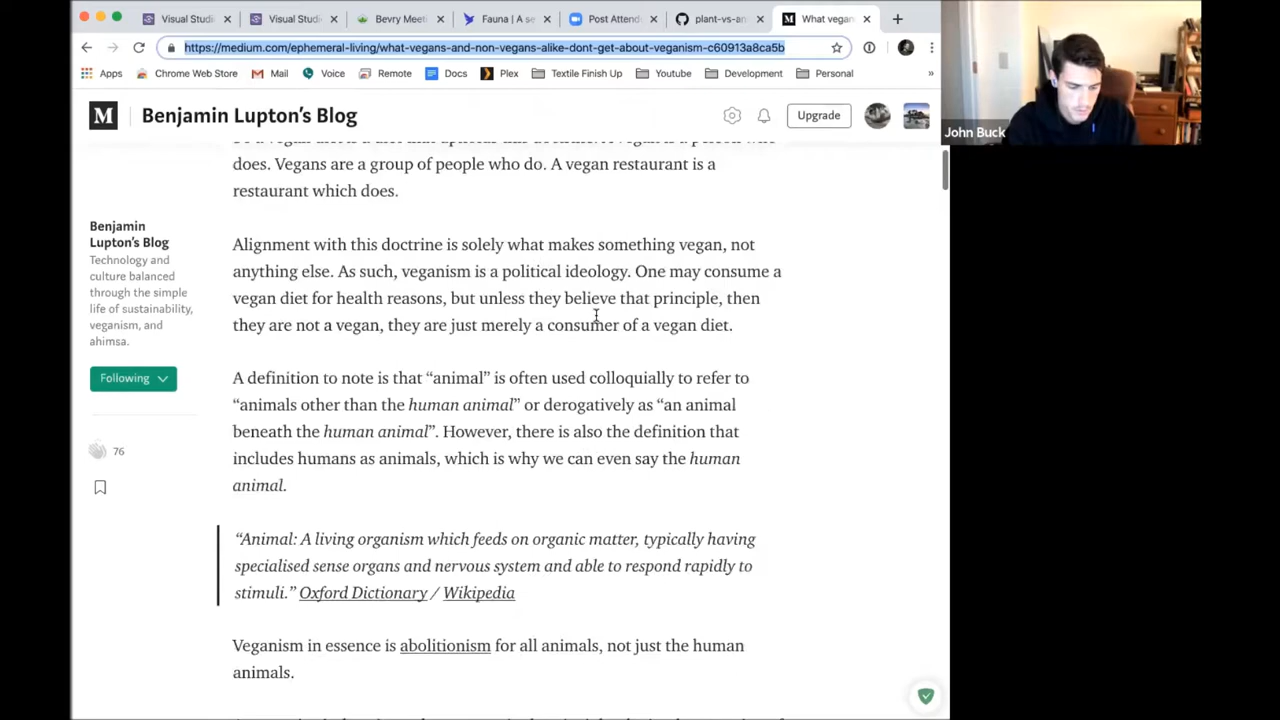 Visual Studi
Visual Studi
Bevry Meeti
Fauna | A se
Post Attend
plant-vs-an
What vegan
https://medium.com/ephemeral-living/what-vegans-and-non-vegans-alike-dont-get-about-veganism-c60913a8ca5b
Apps
Chrome Web Store
Mail
Voice
Remote
Docs
Plex
Textile Finish Up
Youtube
Development
Personal
»
M
Benjamin Lupton’s Blog
Upgrade
John Buck
does. Vegans are a group of people who do. A vegan restaurant is a
restaurant which does.
Benjamin
Lupton’s Blog
Technology and
culture balanced
through the simple
life of sustainability,
veganism, and
ahimsa.
Following
76
Alignment with this doctrine is solely what makes something vegan, not
anything else. As such, veganism is a political ideology. One may consume a
vegan diet for health reasons, but unless they believe that principle, then
they are not a vegan, they are just merely a consumer of a vegan diet.
A definition to note is that “animal” is often used colloquially to refer to
“animals other than the human animal” or derogatively as “an animal
beneath the human animal”. However, there is also the definition that
includes humans as animals, which is why we can even say the human
animal.
“Animal: A living organism which feeds on organic matter, typically having
specialised sense organs and nervous system and able to respond rapidly to
stimuli.” Oxford Dictionary / Wikipedia
Veganism in essence is abolitionism for all animals, not just the human
animals.